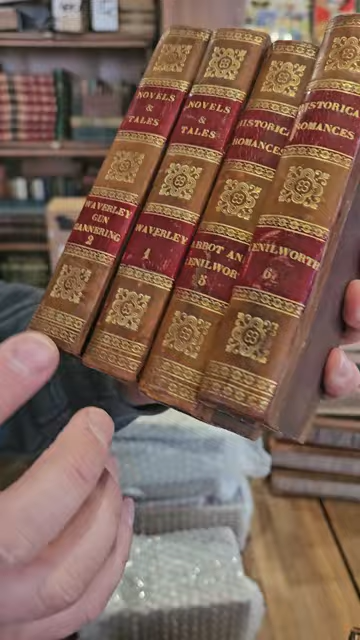 NOVELS
&
TALES
WAVERLEY
GUY
MANNERING
2
NOVELS
&
TALES
WAVERLEY
1
HISTORICAL
ROMANCES
ABBOT AND
KENILWORTH
5
HISTORICAL
ROMANCES
KENILWORTH
6